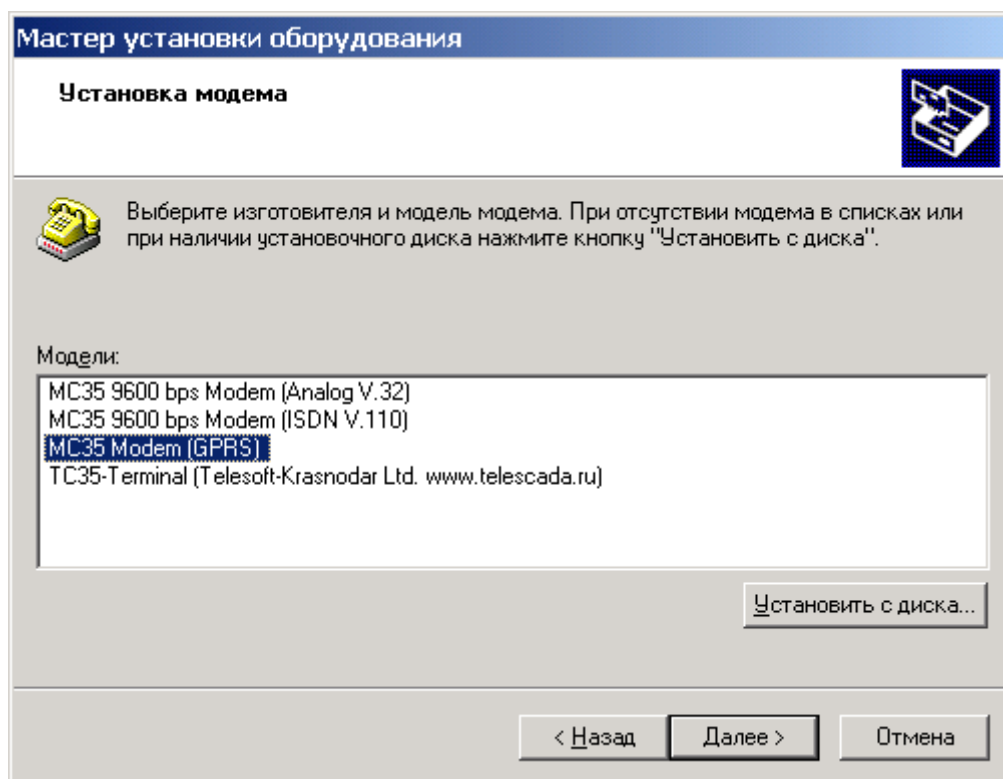 Мастер установки оборудования
Установка модема
Выберите изготовителя и модель модема. При отсутствии модема в списках или
при наличии установочного диска нажмите кнопку "Установить с диска".
Модели:
MC35 9600 bps Modem (Analog V.32)
MC35 9600 bps Modem (ISDN V.110)
MC35 Modem (GPRS)
TC35-Terminal (Telesoft-Krasnodar Ltd. www.telescada.ru)
Установить с диска...
< Назад
Далее >
Отмена